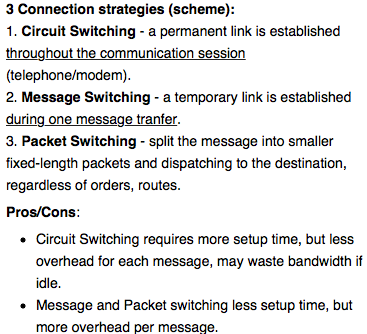 3 Connection strategies (scheme):
1. Circuit Switching - a permanent link is established
throughout the communication session
(telephone/modem).
2. Message Switching - a temporary link is established
during one message tranfer.
3. Packet Switching - split the message into smaller
fixed-length packets and dispatching to the destination,
regardless of orders, routes.
Pros/Cons:
• Circuit Switching requires more setup time, but less
overhead for each message, may waste bandwidth if
idle.
• Message and Packet switching less setup time, but
more overhead per message.